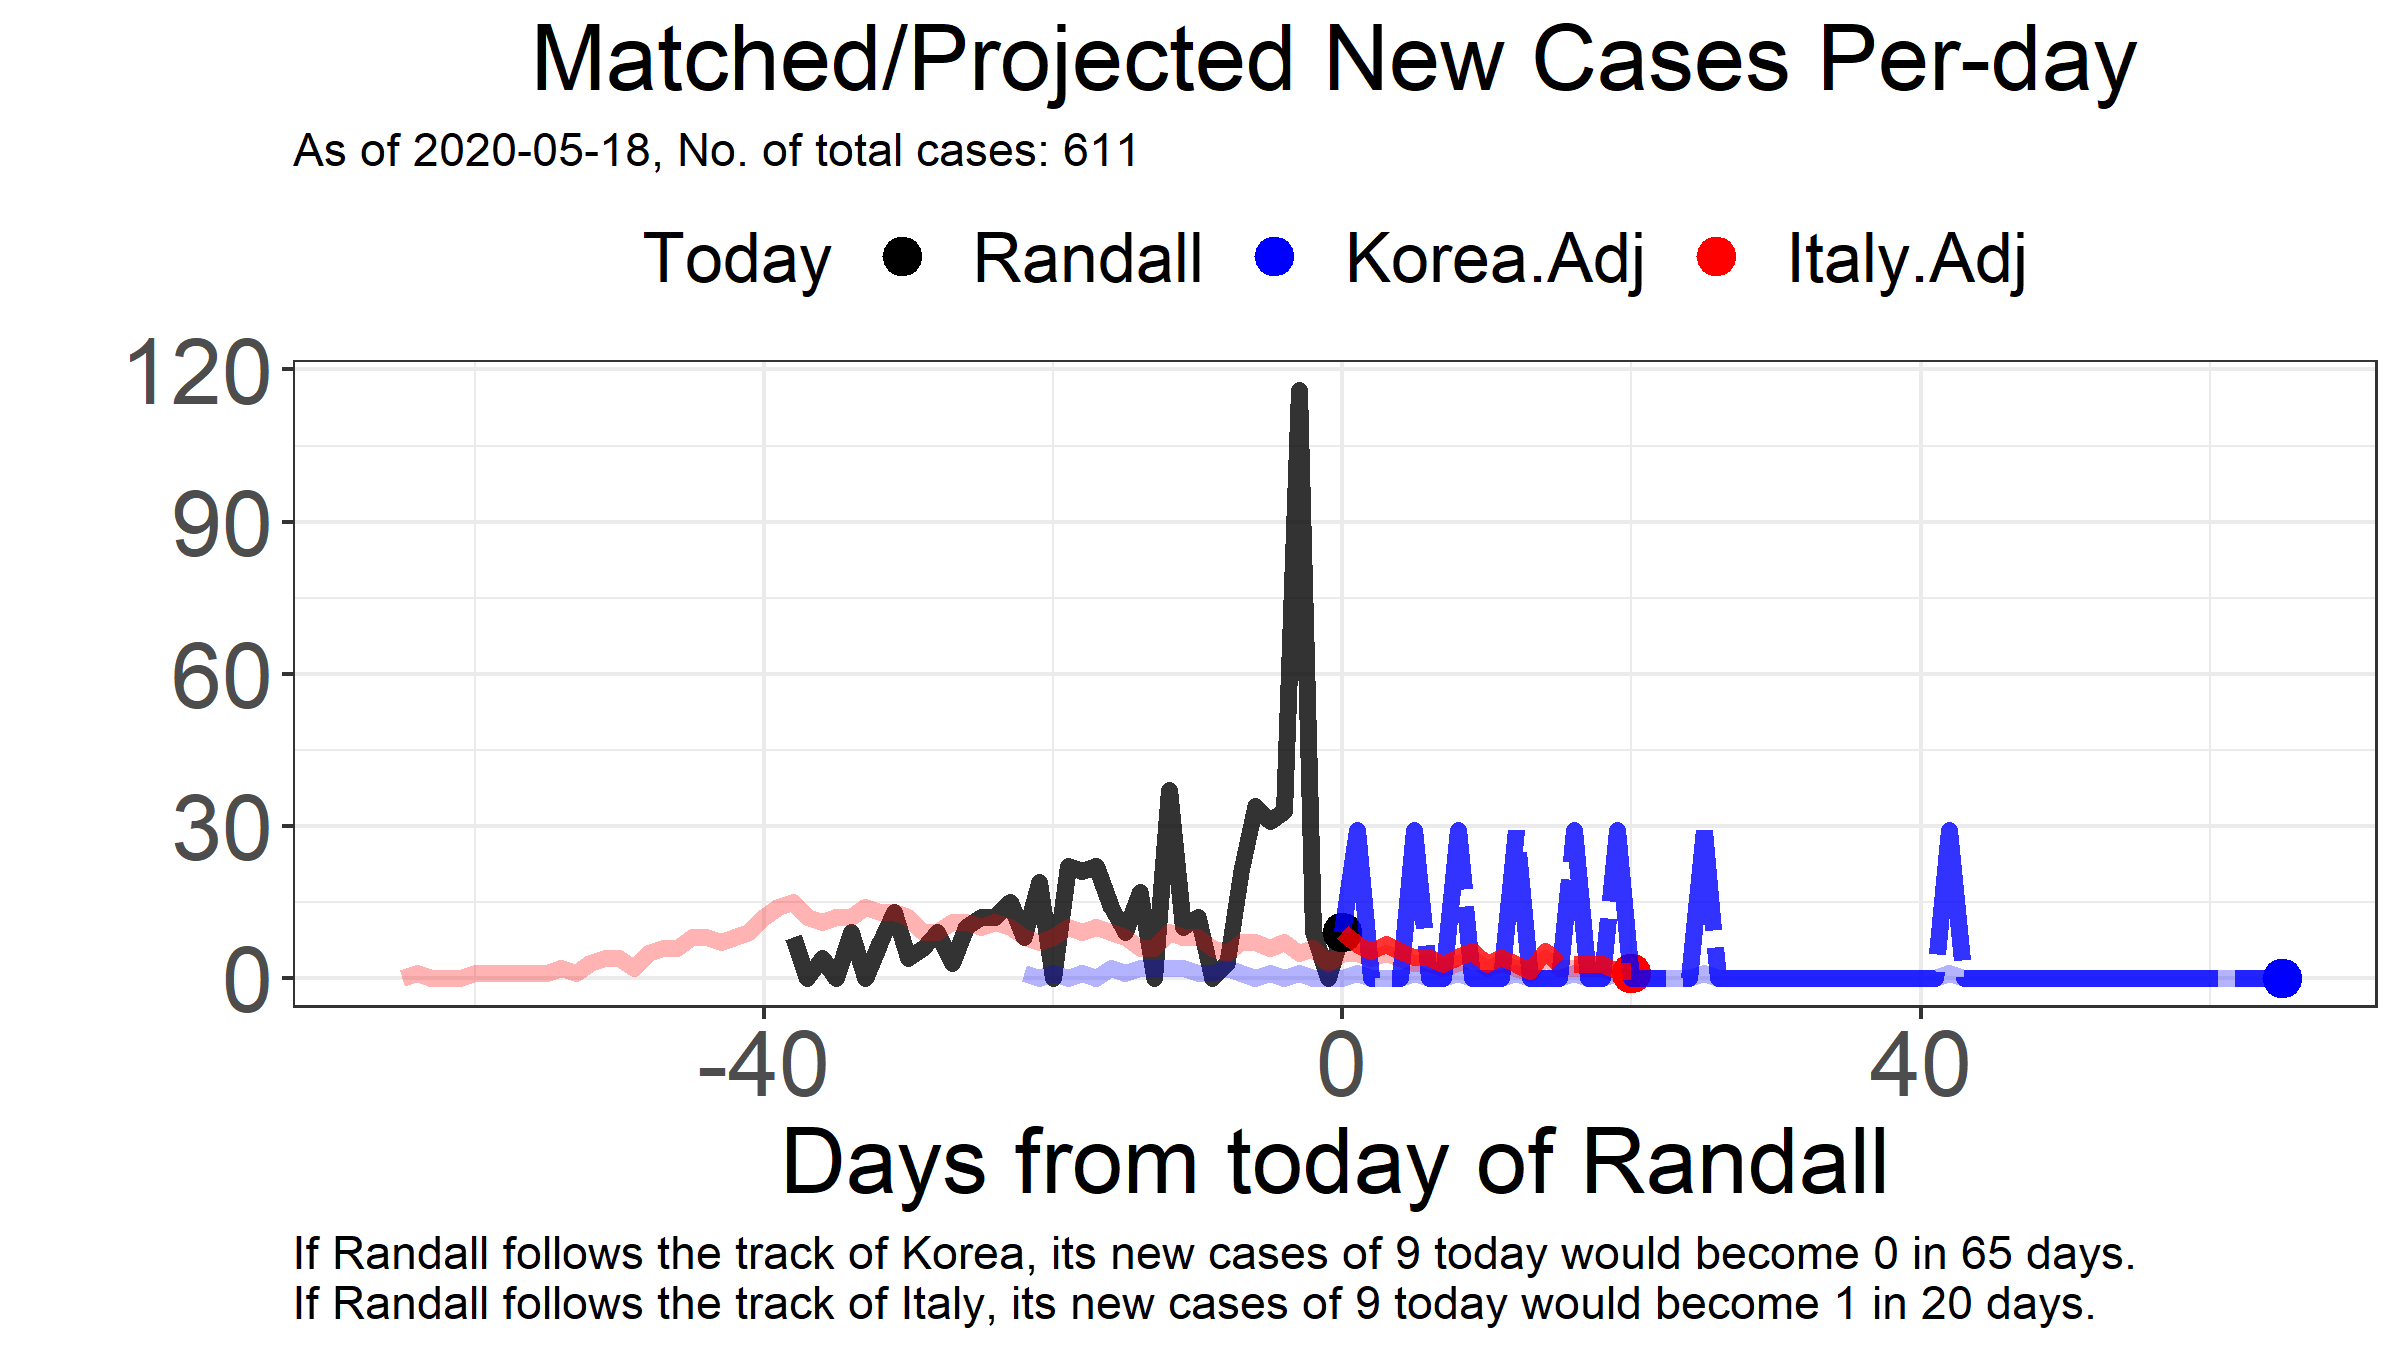 Matched/Projected New Cases Per-day
As of 2020-05-18, No. of total cases: 611
Today Randall Korea.Adj Italy.Adj
120
90
60
30
0
-40 0 40
Days from today of Randall
If Randall follows the track of Korea, its new cases of 9 today would become 0 in 65 days.
If Randall follows the track of Italy, its new cases of 9 today would become 1 in 20 days.